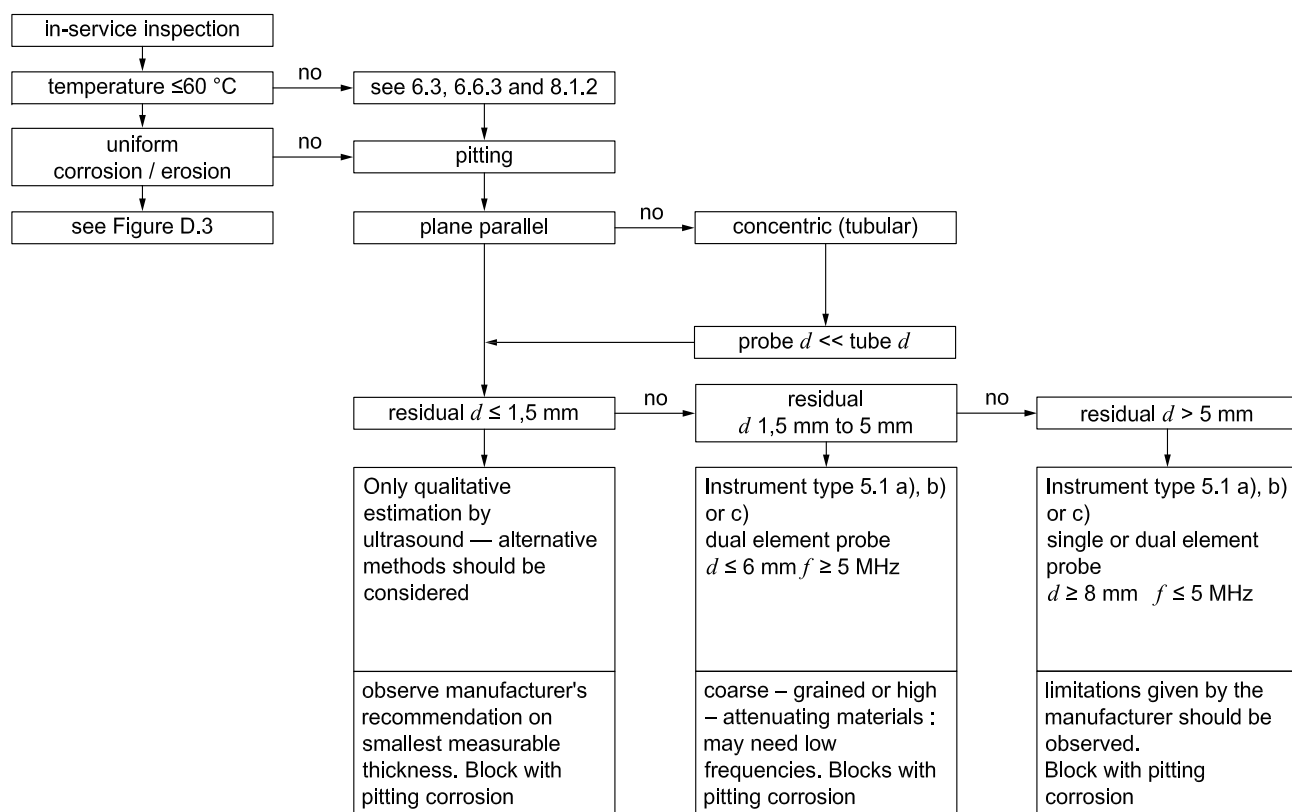 in-service inspection
temperature ≤60 °C
no
see 6.3, 6.6.3 and 8.1.2
uniform
corrosion / erosion
no
pitting
see Figure D.3
plane parallel
no
concentric (tubular)
probe d << tube d
residual d ≤ 1,5 mm
no
residual
d 1,5 mm to 5 mm
no
residual d > 5 mm
Only qualitative
estimation by
ultrasound — alternative
methods should be
considered
Instrument type 5.1 a), b)
or c)
dual element probe
d ≤ 6 mm f ≥ 5 MHz
Instrument type 5.1 a), b)
or c)
single or dual element
probe
d ≥ 8 mm f ≤ 5 MHz
observe manufacturer's
recommendation on
smallest measurable
thickness. Block with
pitting corrosion
coarse – grained or high
– attenuating materials :
may need low
frequencies. Blocks with
pitting corrosion
limitations given by the
manufacturer should be
observed.
Block with pitting
corrosion